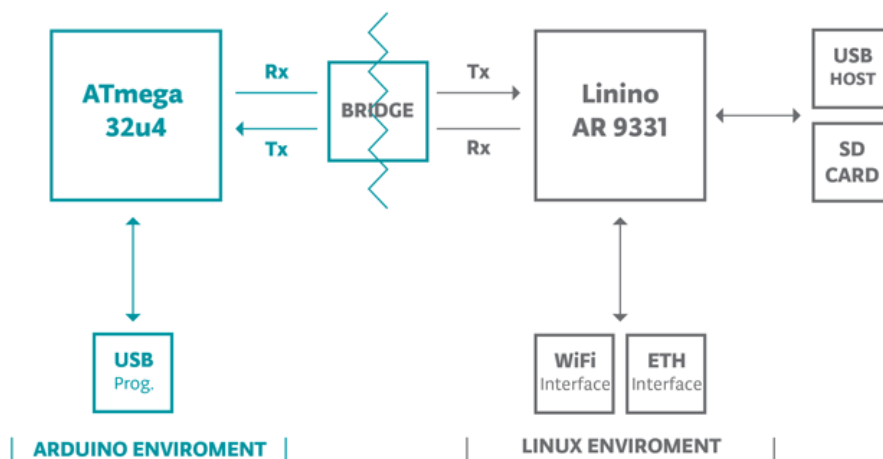 ATmega
32u4
Rx
Tx
BRIDGE
Tx
Rx
Linino
AR 9331
USB
HOST
SD
CARD
USB
Prog.
WiFi
Interface
ETH
Interface
ARDUINO ENVIROMENT
LINUX ENVIROMENT